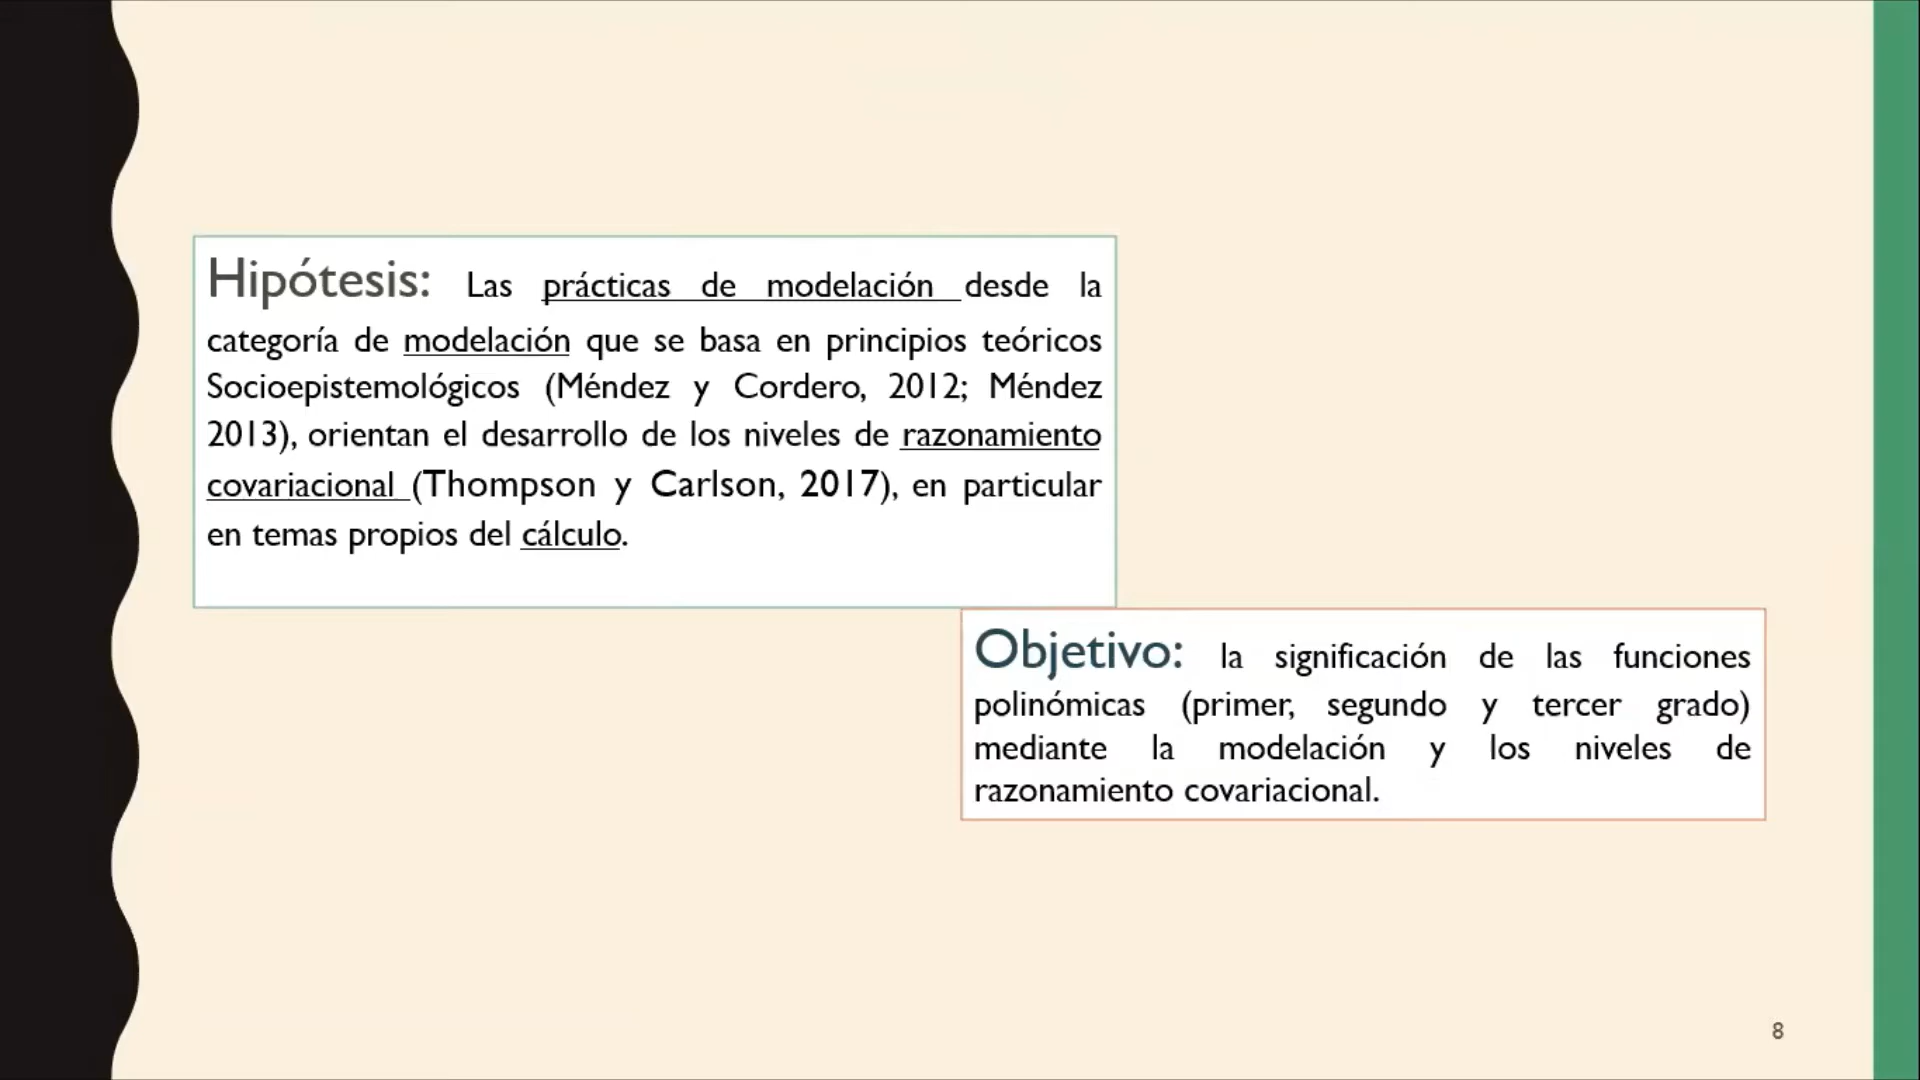 Hipótesis: Las prácticas de modelación desde la
categoría de modelación que se basa en principios teóricos
Socioepistemológicos (Méndez y Cordero, 2012; Méndez
2013), orientan el desarrollo de los niveles de razonamiento
covariacional (Thompson y Carlson, 2017), en particular
en temas propios del cálculo.
Objetivo: la significación de las funciones
polinómicas (primer, segundo y tercer grado)
mediante la modelación y los niveles de
razonamiento covariacional.
8